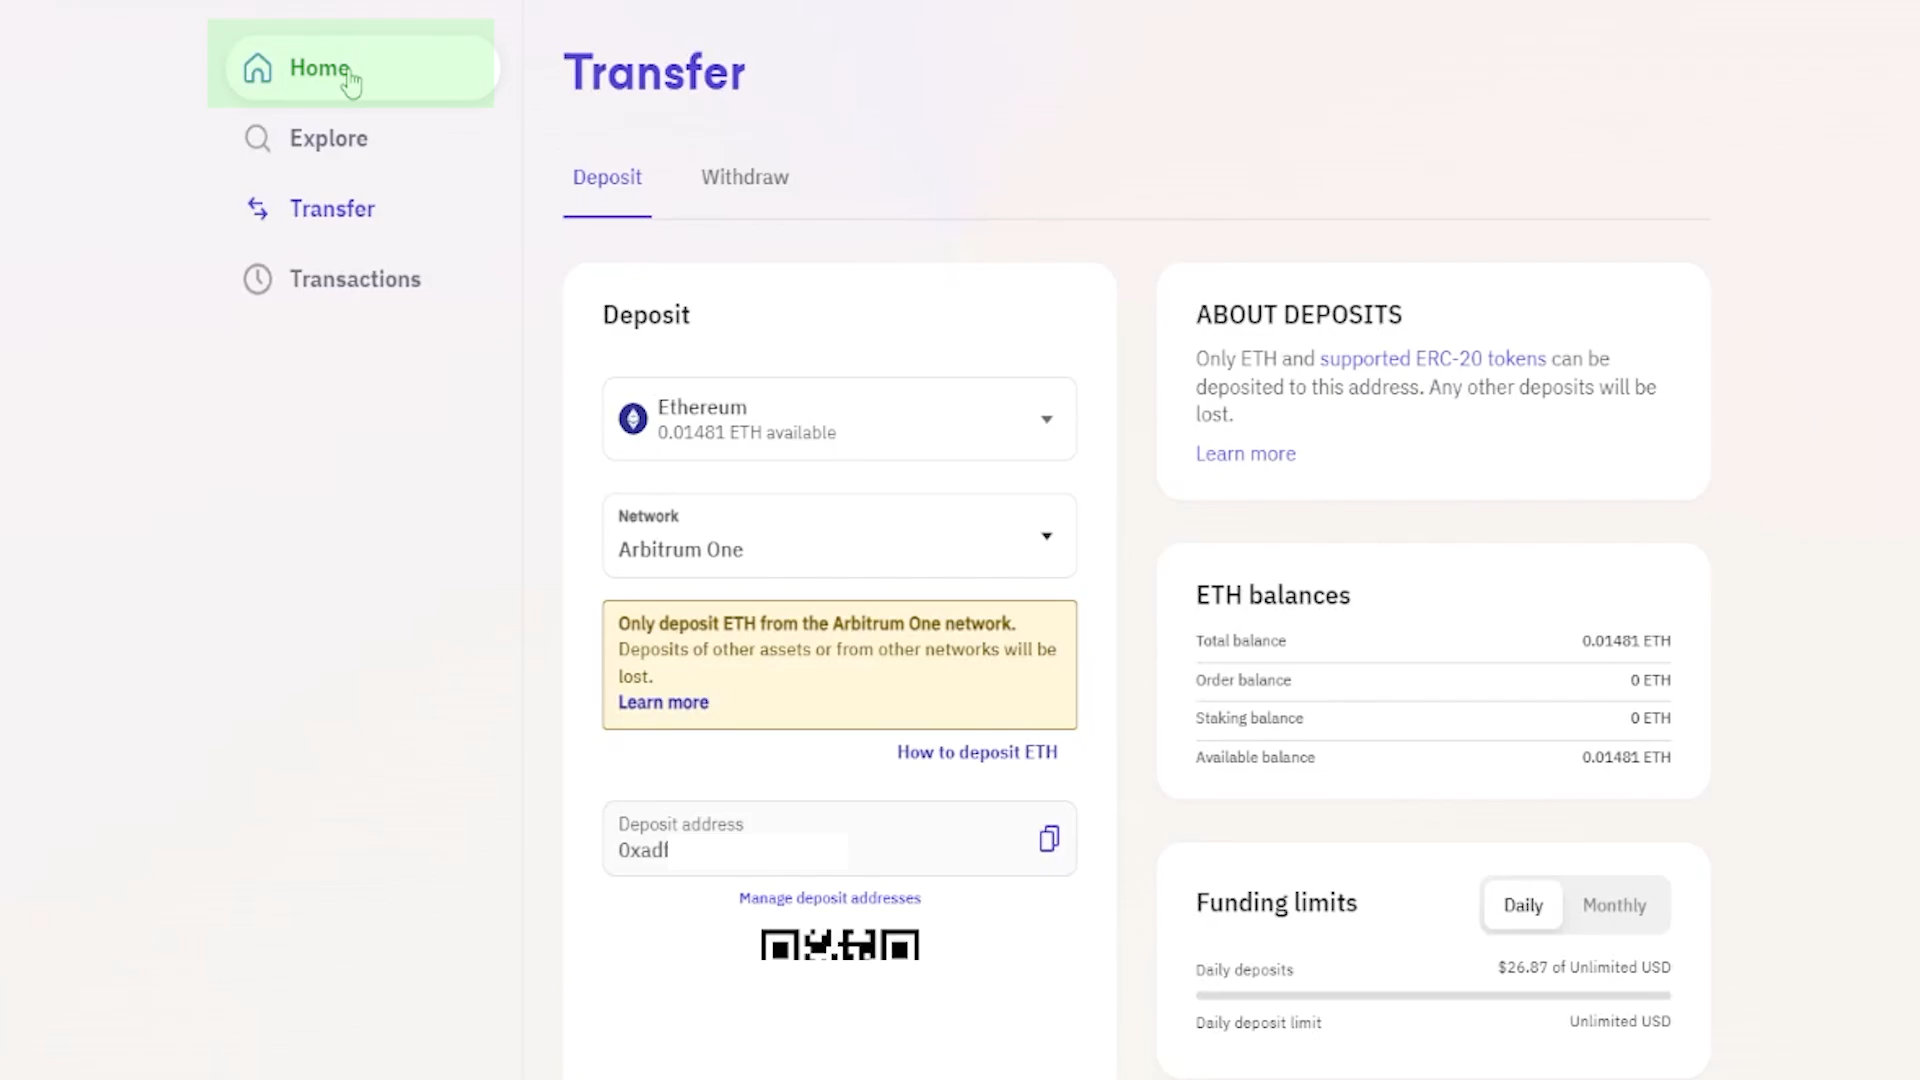 Home
Explore
Transfer
Transactions
Transfer
Deposit
Withdraw
Deposit
Ethereum
0.01481 ETH available
Network
Arbitrum One
Only deposit ETH from the Arbitrum One network.
Deposits of other assets or from other networks will be
lost.
Learn more
How to deposit ETH
Deposit address
0xadf
Manage deposit addresses
ABOUT DEPOSITS
Only ETH and supported ERC-20 tokens can be
deposited to this address. Any other deposits will be
lost.
Learn more
ETH balances
Total balance 0.01481 ETH
Order balance 0 ETH
Staking balance 0 ETH
Available balance 0.01481 ETH
Funding limits
Daily Monthly
Daily deposits $26.87 of Unlimited USD
Daily deposit limit Unlimited USD